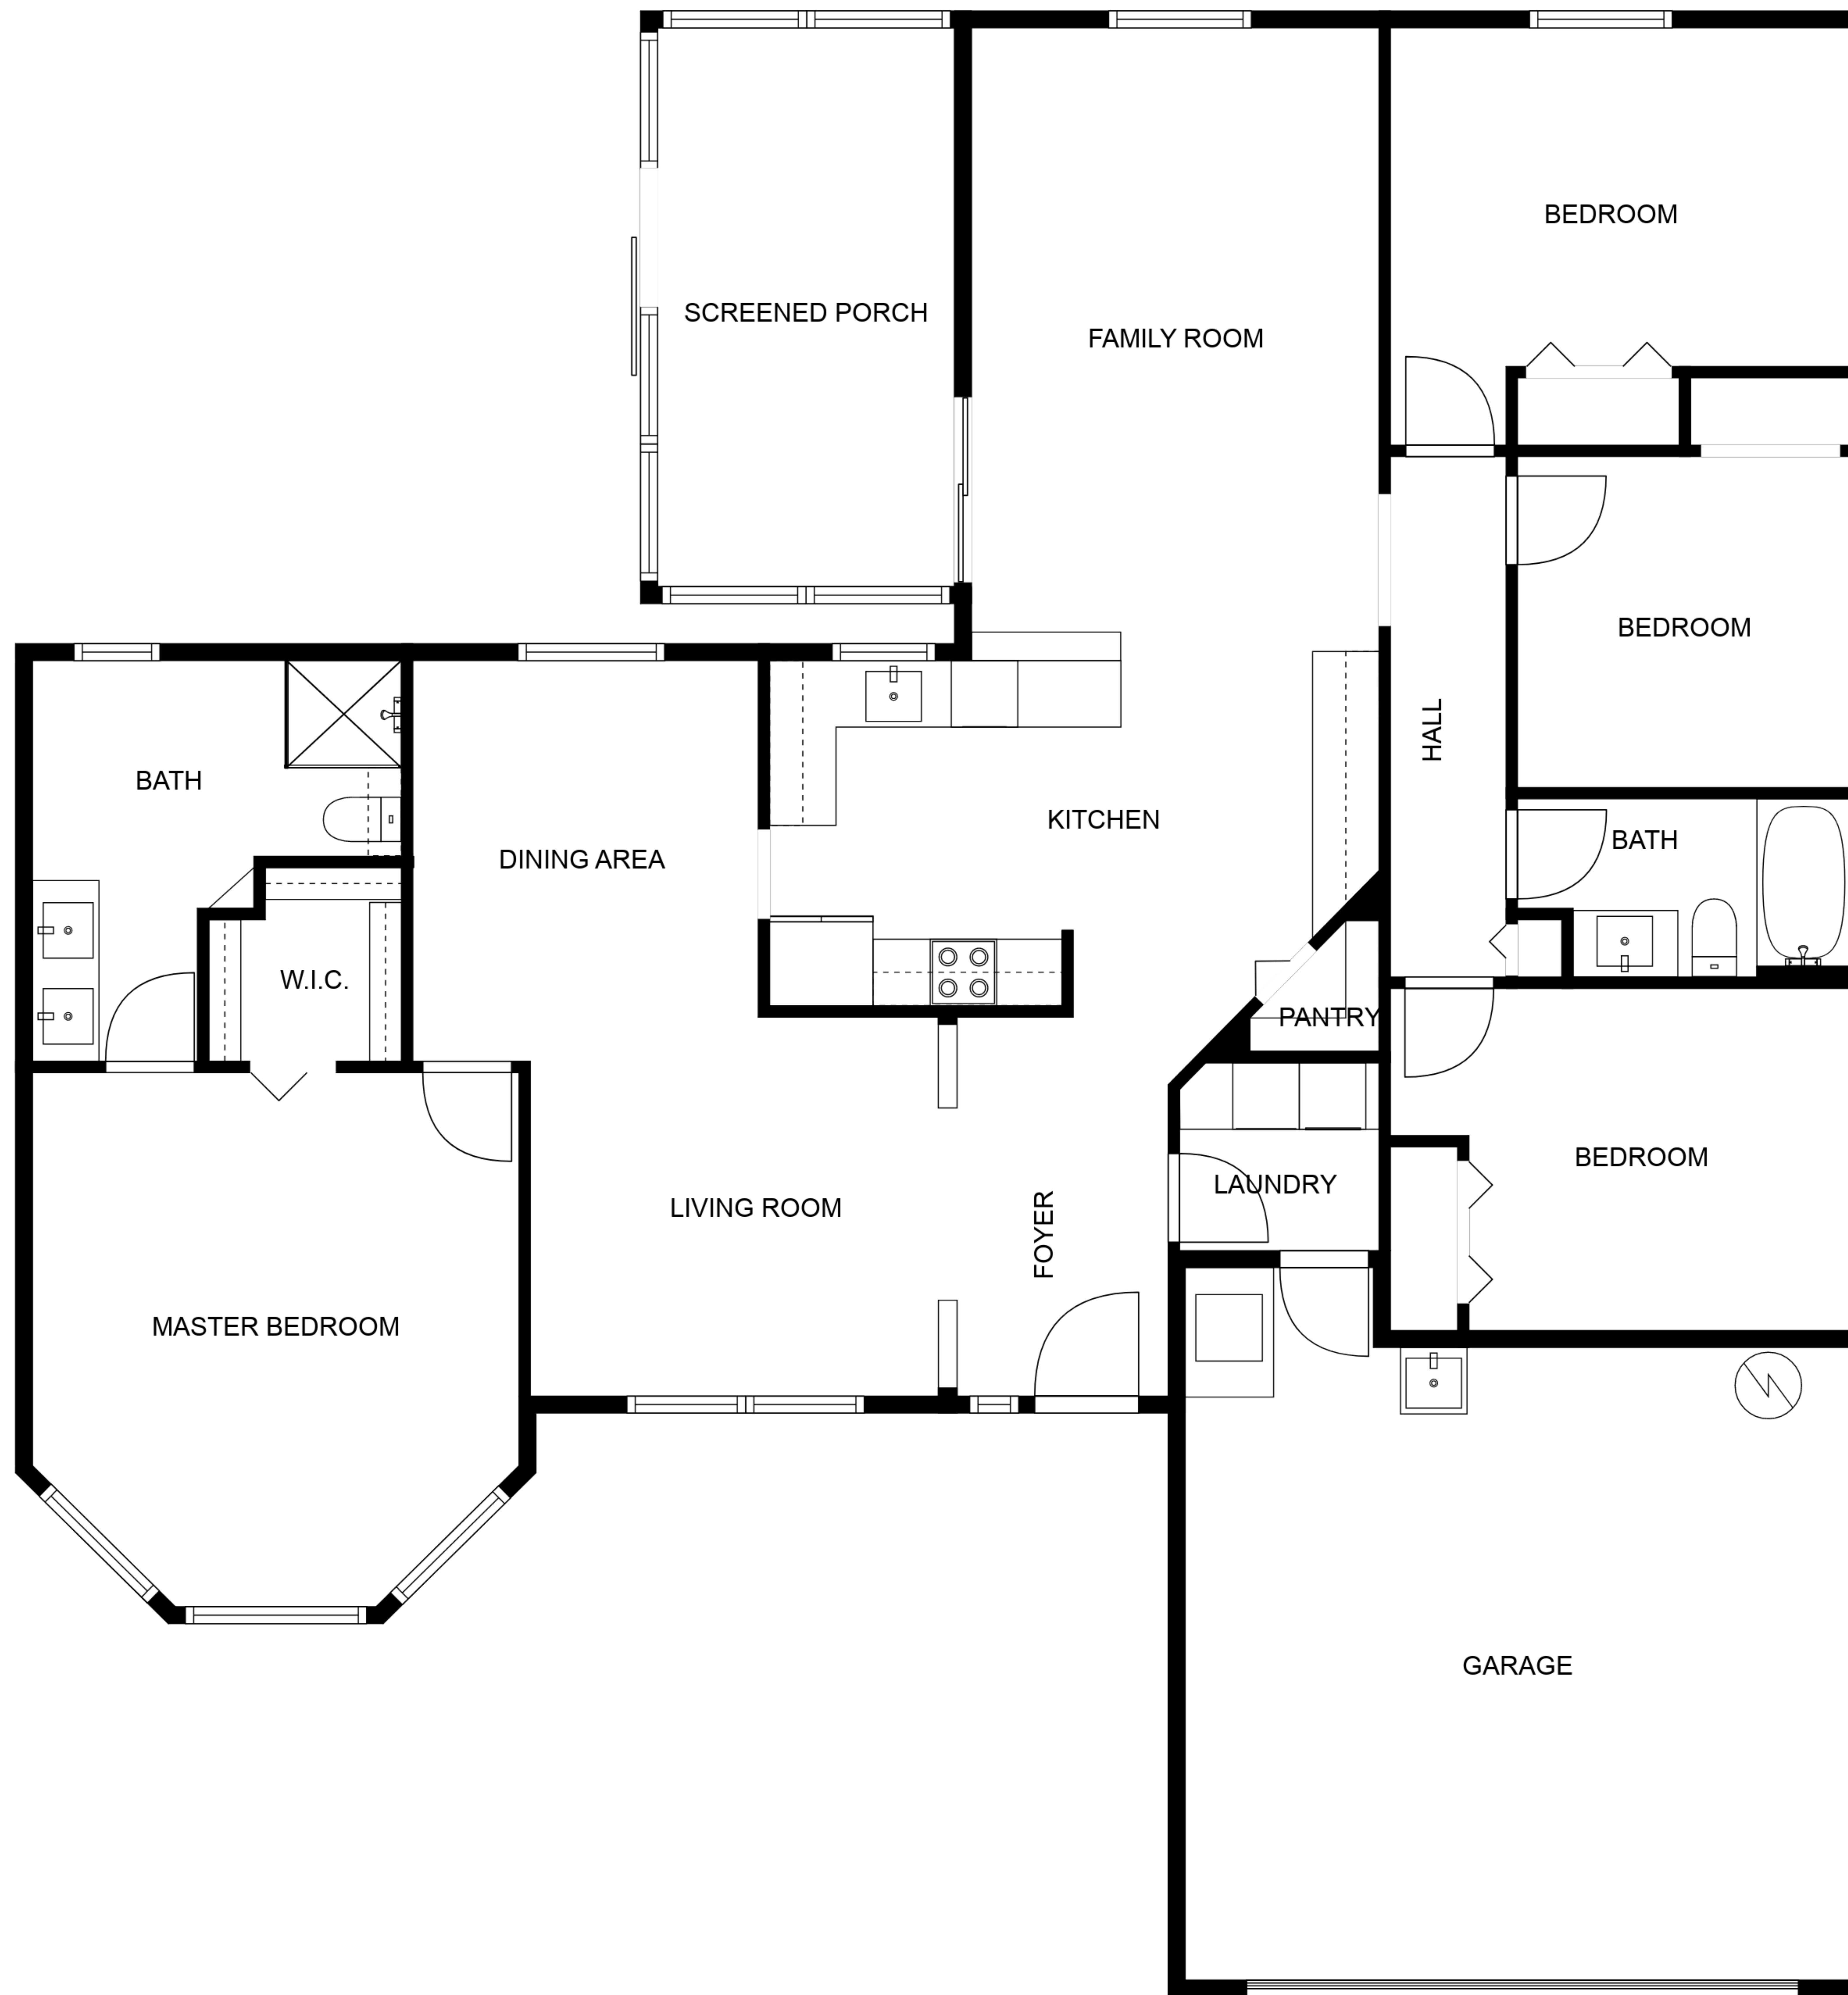 BEDROOM
SCREENED PORCH
FAMILY ROOM
BEDROOM
HALL
BATH
KITCHEN
BATH
DINING AREA
W.I.C.
PANTRY
BEDROOM
LAUNDRY
LIVING ROOM
FOYER
MASTER BEDROOM
GARAGE